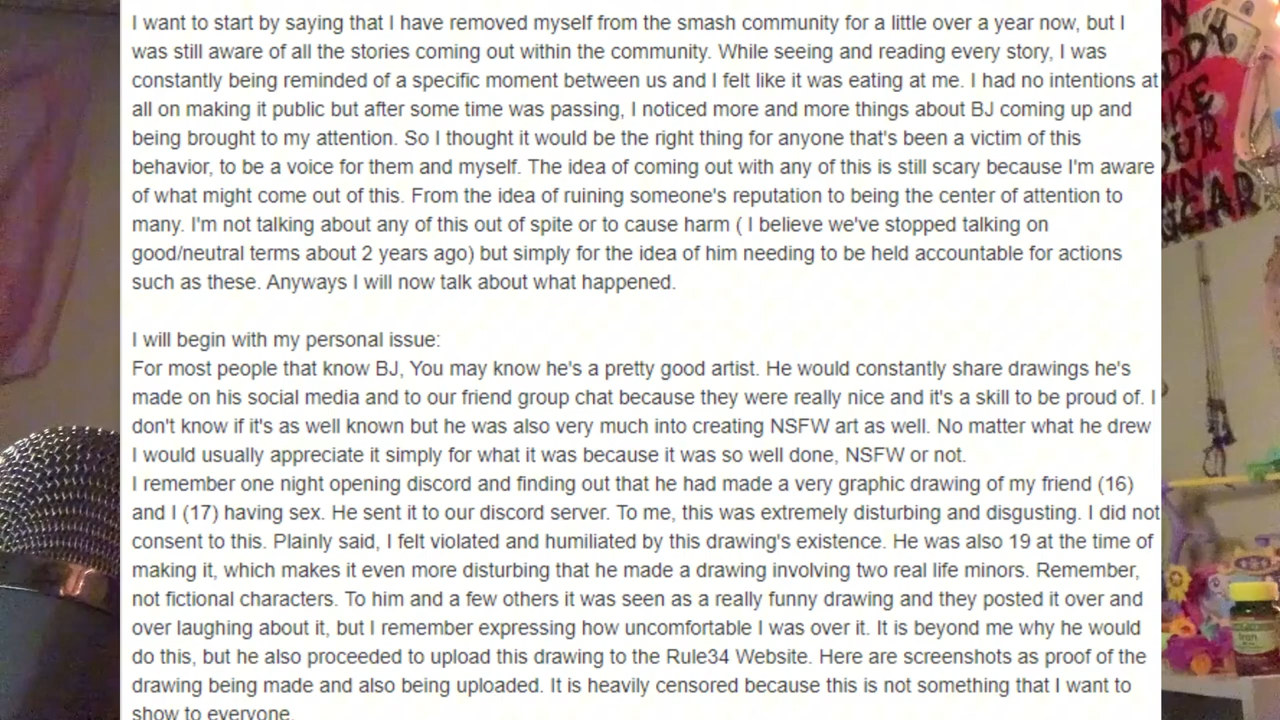 I want to start by saying that I have removed myself from the smash community for a little over a year now, but I
was still aware of all the stories coming out within the community. While seeing and reading every story, I was
constantly being reminded of a specific moment between us and I felt like it was eating at me. I had no intentions at
all on making it public but after some time was passing, I noticed more and more things about BJ coming up and
being brought to my attention. So I thought it would be the right thing for anyone that's been a victim of this
behavior, to be a voice for them and myself. The idea of coming out with any of this is still scary because I'm aware
of what might come out of this. From the idea of ruining someone's reputation to being the center of attention to
many. I'm not talking about any of this out of spite or to cause harm ( I believe we've stopped talking on
good/neutral terms about 2 years ago) but simply for the idea of him needing to be held accountable for actions
such as these. Anyways I will now talk about what happened.
I will begin with my personal issue:
For most people that know BJ, You may know he's a pretty good artist. He would constantly share drawings he's
made on his social media and to our friend group chat because they were really nice and it's a skill to be proud of. I
don't know if it's as well known but he was also very much into creating NSFW art as well. No matter what he drew
I would usually appreciate it simply for what it was because it was so well done, NSFW or not.
I remember one night opening discord and finding out that he had made a very graphic drawing of my friend (16)
and I (17) having sex. He sent it to our discord server. To me, this was extremely disturbing and disgusting. I did not
consent to this. Plainly said, I felt violated and humiliated by this drawing's existence. He was also 19 at the time of
making it, which makes it even more disturbing that he made a drawing involving two real life minors. Remember,
not fictional characters. To him and a few others it was seen as a really funny drawing and they posted it over and
over laughing about it, but I remember expressing how uncomfortable I was over it. It is beyond me why he would
do this, but he also proceeded to upload this drawing to the Rule34 Website. Here are screenshots as proof of the
drawing being made and also being uploaded. It is heavily censored because this is not something that I want to
show to everyone.
Iron